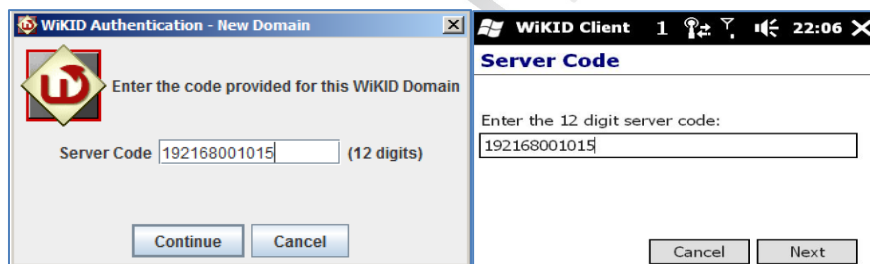 WiKID Authentication - New Domain
Enter the code provided for this WiKID Domain
Server Code 192168001015 (12 digits)
Continue Cancel
WiKID Client 1 22:06
Server Code
Enter the 12 digit server code:
192168001015
Cancel Next